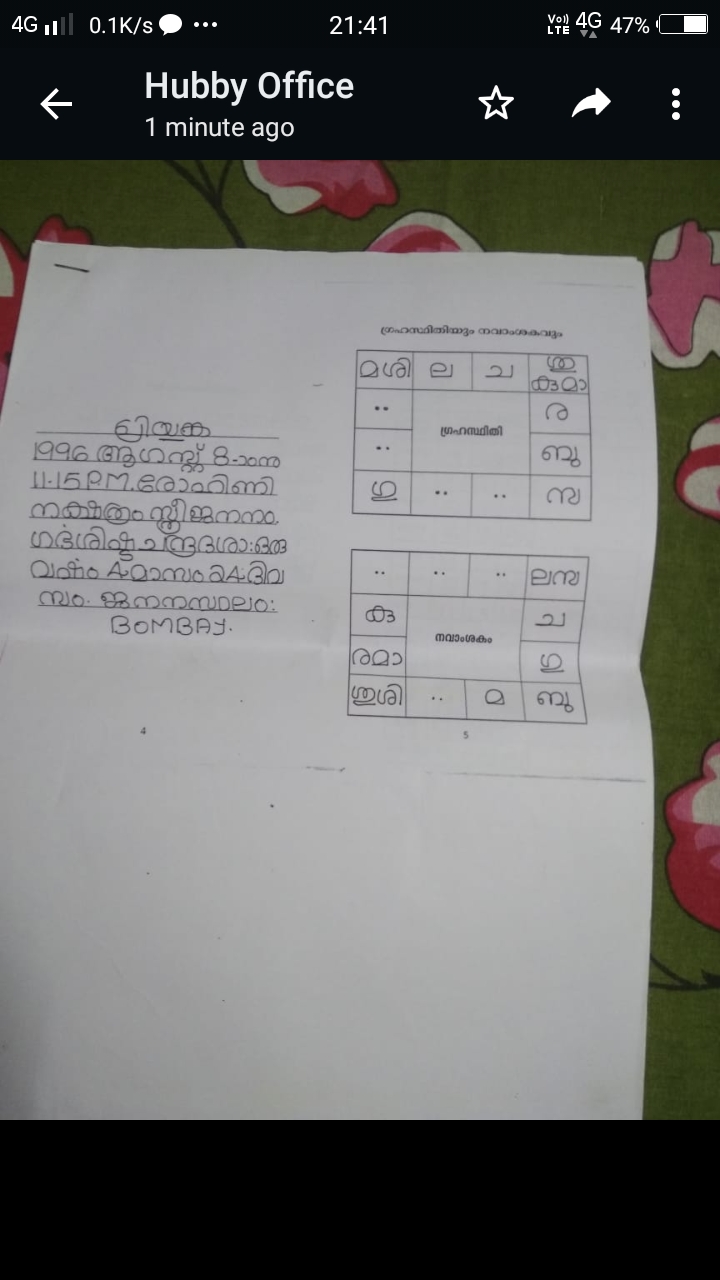 4G 0.1K/s ••• 21:41 Vo)) LTE 4G 47%
Hubby Office
1 minute ago
പ്രിയങ്ക
1996 ആഗസ്റ്റ് 8-ാംനു
11-15 P.M. രോഹിണി
നക്ഷത്രം സ്ത്രീജനനം.
ഗർഭശിഷ്ട ചന്ദ്രദശാ: ഒരു
വർഷം 4 മാസം 24 ദിവ
സം. ജനനസ്ഥലം:
BOMBAY.
4
ഗ്രഹസ്ഥിതിയും നവാംശകവും
മശി ല ച ശു
കുമാ
•• ര
ഗ്രഹസ്ഥിതി
•• ബു
ഗു •• •• സ
•• •• •• ലസ
കു ച
നവാംശകം
രമാ ഗു
ശുശി •• മ ബു
5